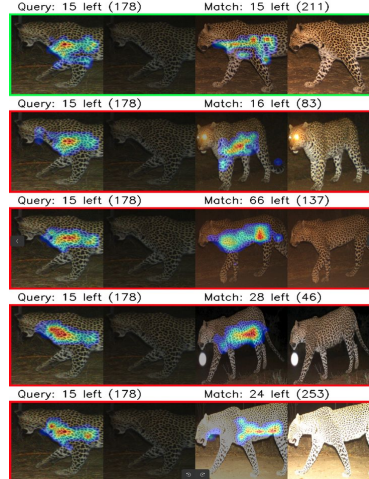 Query: 15 left (178) Match: 15 left (211)
Query: 15 left (178) Match: 16 left (83)
Query: 15 left (178) Match: 66 left (137)
Query: 15 left (178) Match: 28 left (46)
Query: 15 left (178) Match: 24 left (253)